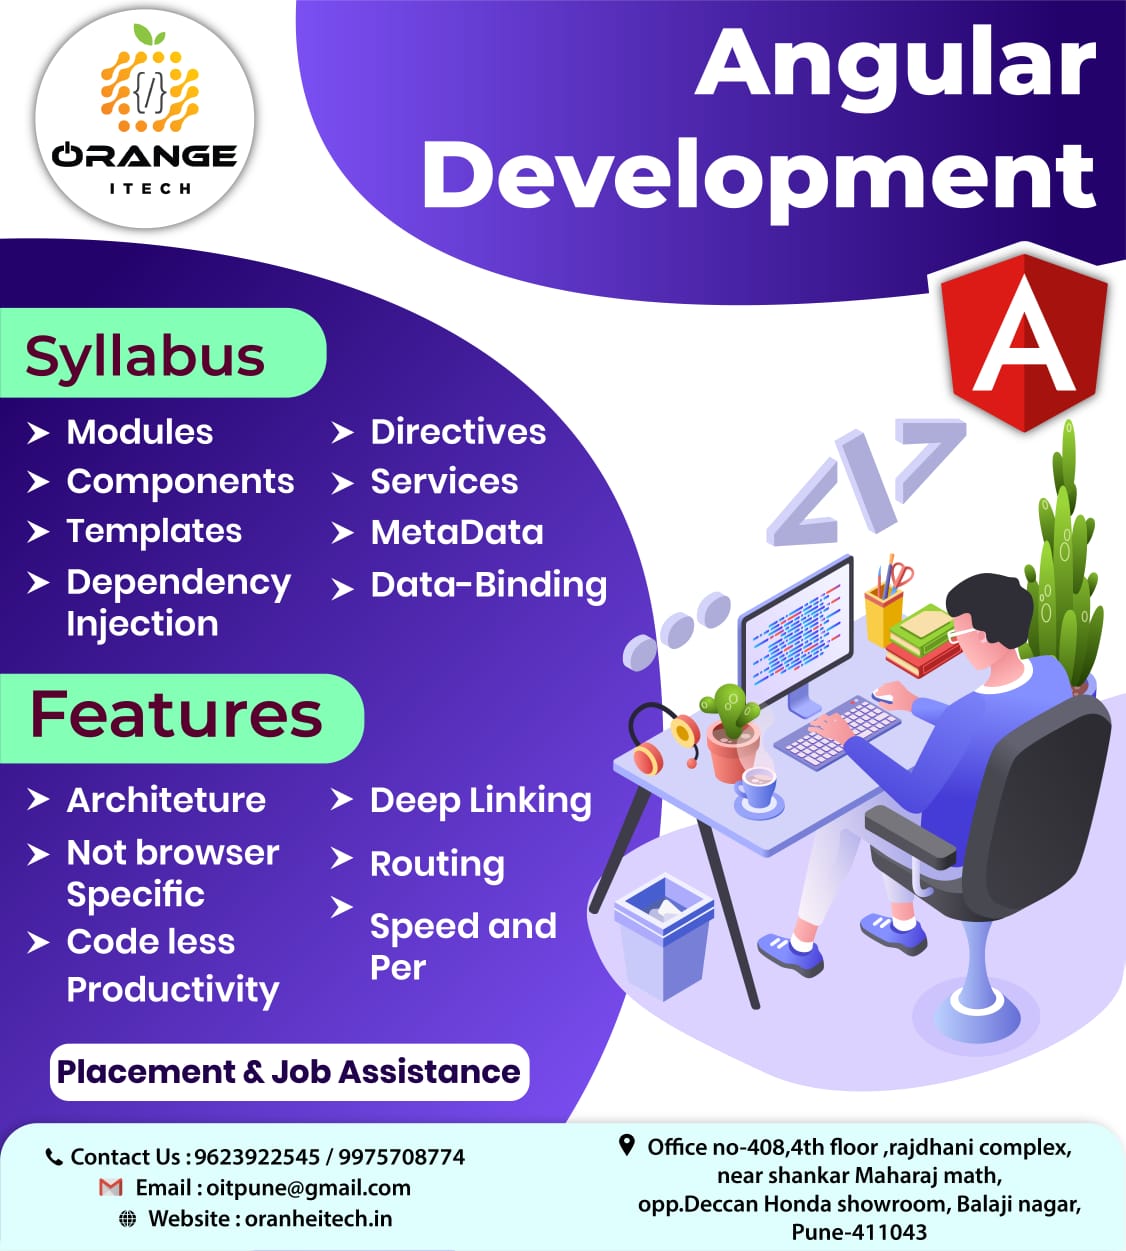 ORANGE
ITECH
Angular
Development
Syllabus
➤ Modules
➤ Components
➤ Templates
➤ Dependency
Injection
➤ Directives
➤ Services
➤ MetaData
➤ Data-Binding
Features
➤ Architeture
➤ Not browser
Specific
➤ Code less
Productivity
➤ Deep Linking
➤ Routing
➤ Speed and
Per
Placement & Job Assistance
Contact Us : 9623922545 / 9975708774
Email : oitpune@gmail.com
Website : oranheitech.in
Office no-408,4th floor ,rajdhani complex,
near shankar Maharaj math,
opp.Deccan Honda showroom, Balaji nagar,
Pune-411043